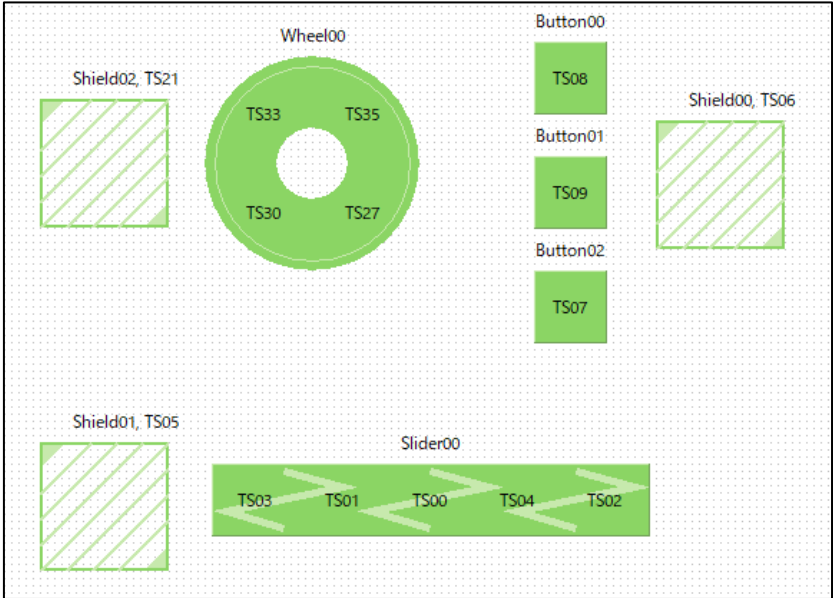 Wheel00
TS33 TS35
TS30 TS27
Button00
TS08
Button01
TS09
Button02
TS07
Shield02, TS21
Shield00, TS06
Shield01, TS05
Slider00
TS03 TS01 TS00 TS04 TS02